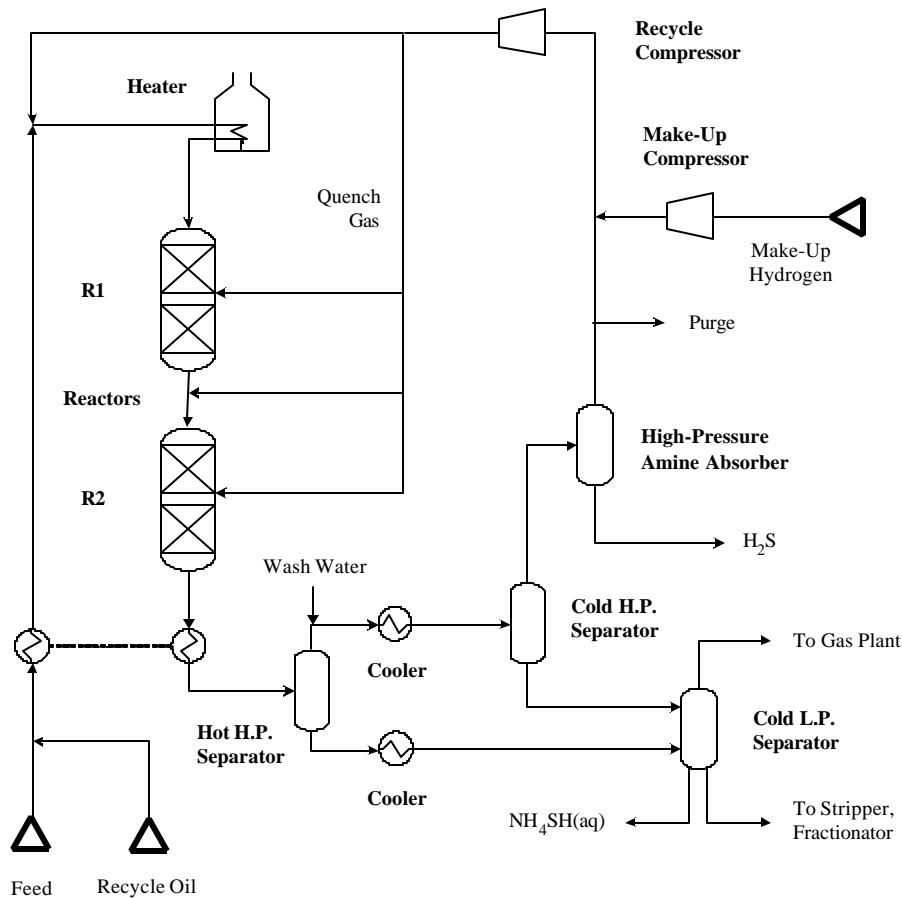 Recycle
Compressor
Heater
Make-Up
Compressor
Quench
Gas
Make-Up
Hydrogen
R1
Purge
Reactors
High-Pressure
Amine Absorber
R2
H2S
Wash Water
Cold H.P.
Separator
To Gas Plant
Cooler
Hot H.P.
Separator
Cold L.P.
Separator
Cooler
NH4SH(aq)
To Stripper,
Fractionator
Feed
Recycle Oil